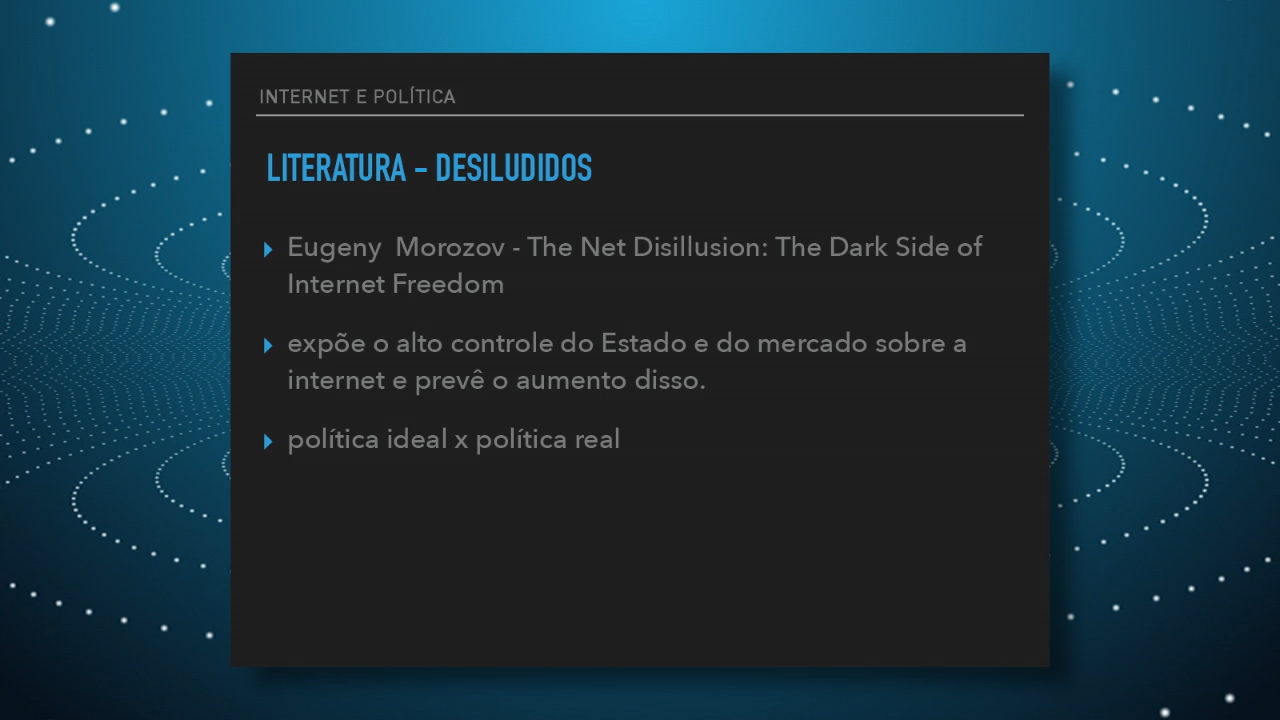 INTERNET E POLÍTICA
LITERATURA – DESILUDIDOS
Eugeny Morozov - The Net Disillusion: The Dark Side of
Internet Freedom
expõe o alto controle do Estado e do mercado sobre a
internet e prevê o aumento disso.
política ideal x política real